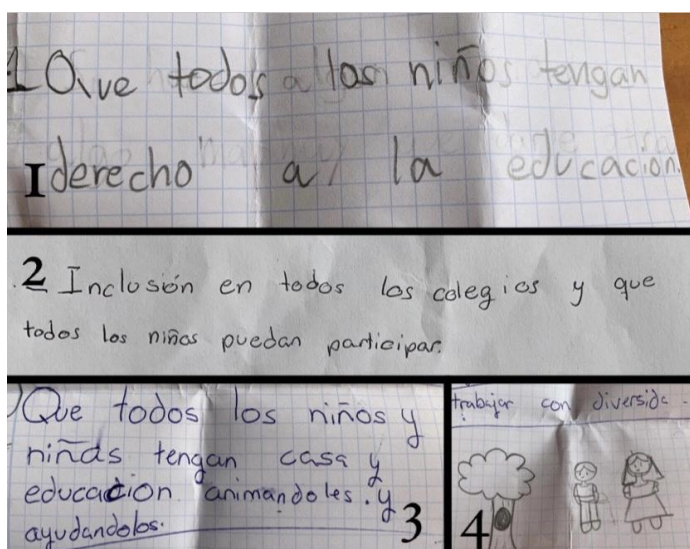 1 Que todos los niños tengan
I derecho a la educación.
2 Inclusión en todos los colegios y que
todos los niños puedan participar.
Que todos los niños y
niñas tengan casa y
educación animandoles. y
ayudandolos.
3
trabajar con diversida
4